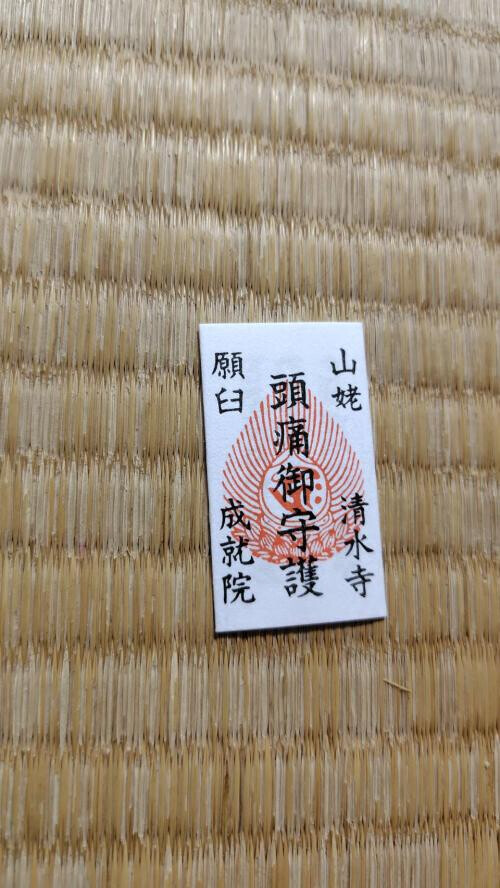 山姥 清水寺
頭痛御守護
願臼 成就院